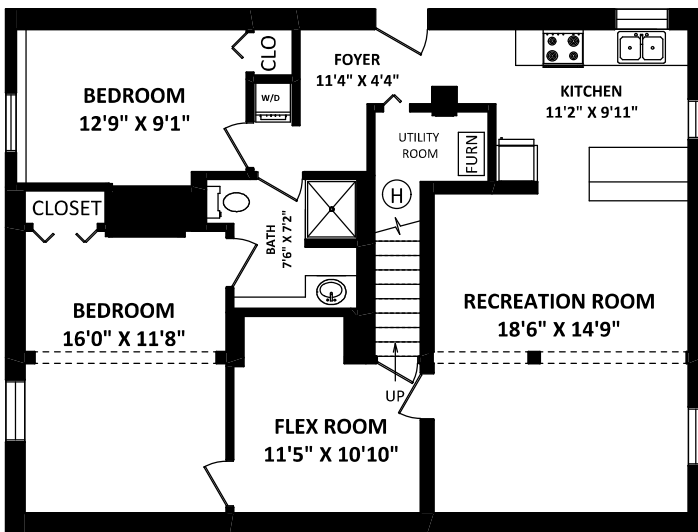 BEDROOM
12'9" X 9'1"
CLO
W/D
FOYER
11'4" X 4'4"
KITCHEN
11'2" X 9'11"
UTILITY
ROOM
FURN
H
CLOSET
BATH
7'6" X 7'2"
BEDROOM
16'0" X 11'8"
RECREATION ROOM
18'6" X 14'9"
UP
FLEX ROOM
11'5" X 10'10"